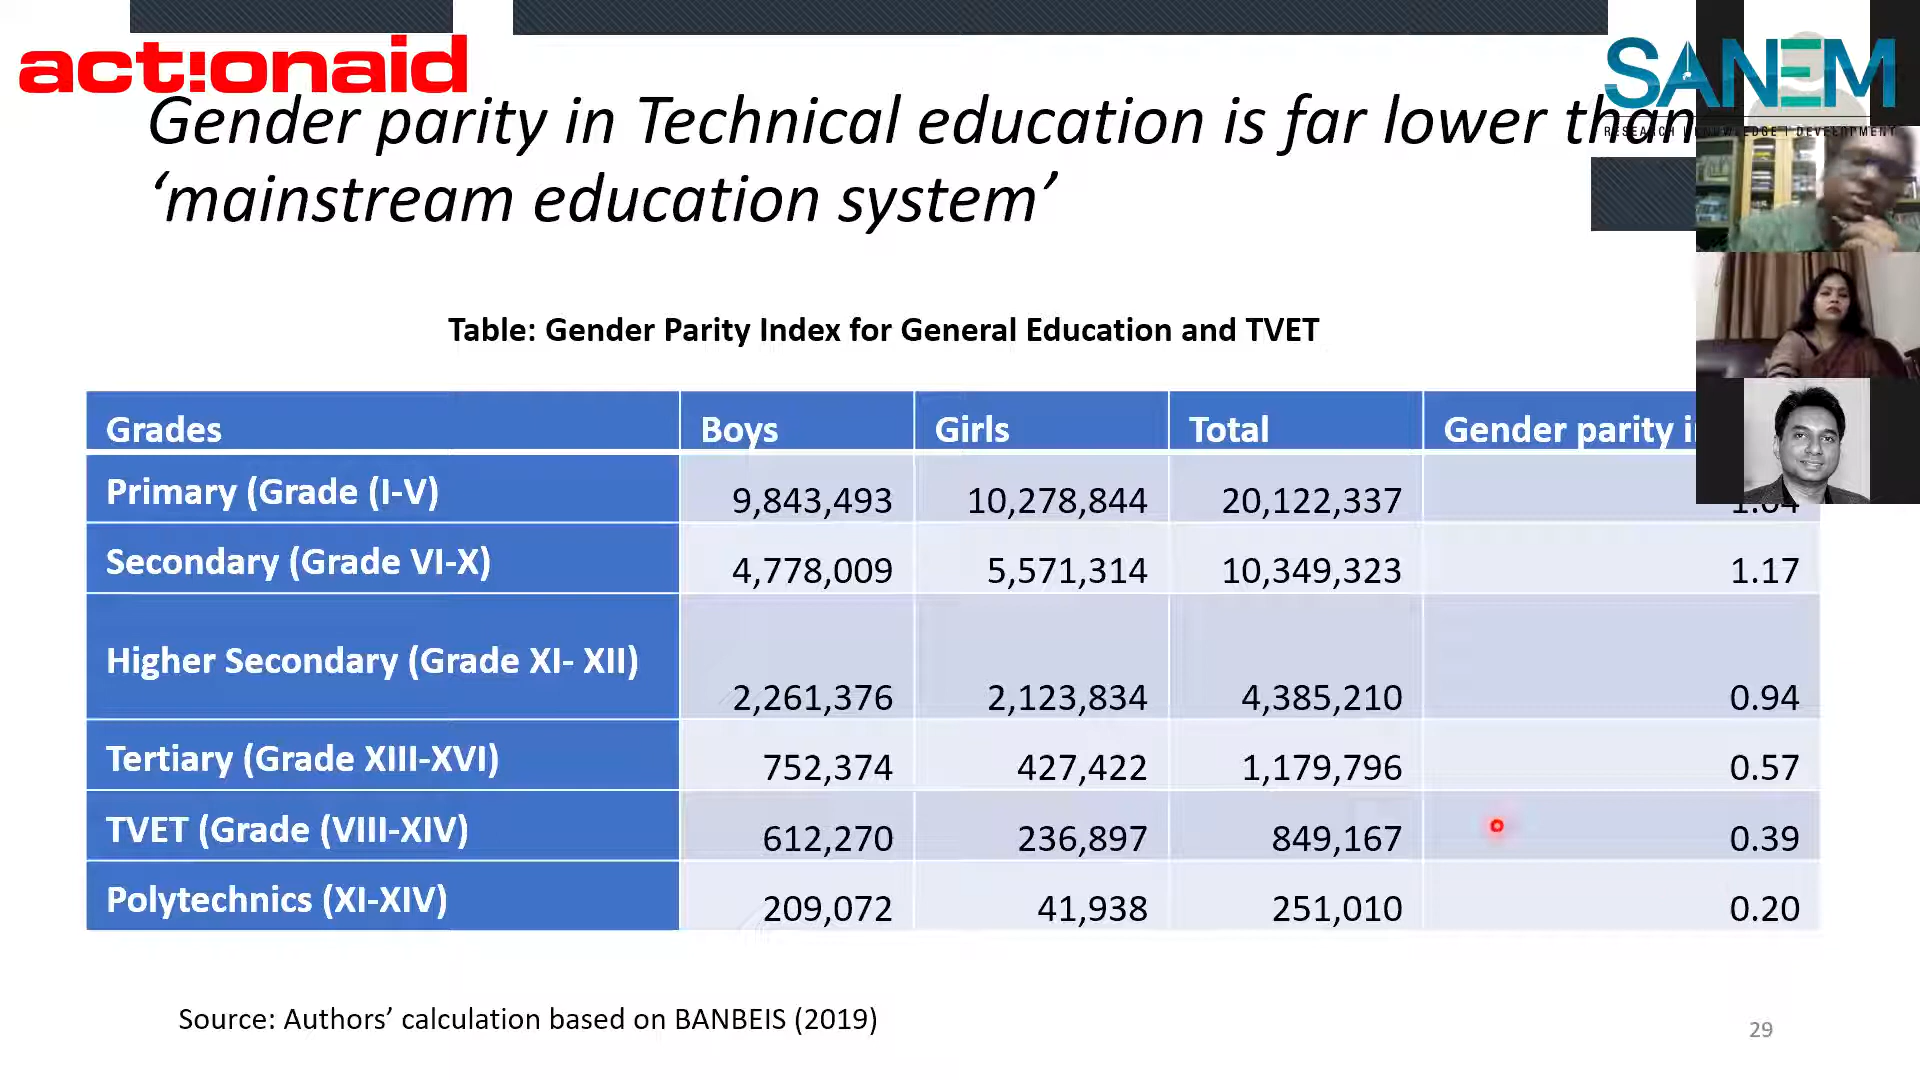 act!onaid
SANEM
RESEARCH | KNOWLEDGE | DEVELOPMENT
Gender parity in Technical education is far lower than
‘mainstream education system’
Table: Gender Parity Index for General Education and TVET
Grades Boys Girls Total Gender parity
Primary (Grade (I-V) 9,843,493 10,278,844 20,122,337 1.04
Secondary (Grade VI-X) 4,778,009 5,571,314 10,349,323 1.17
Higher Secondary (Grade XI- XII) 2,261,376 2,123,834 4,385,210 0.94
Tertiary (Grade XIII-XVI) 752,374 427,422 1,179,796 0.57
TVET (Grade (VIII-XIV) 612,270 236,897 849,167 0.39
Polytechnics (XI-XIV) 209,072 41,938 251,010 0.20
Source: Authors’ calculation based on BANBEIS (2019)
29